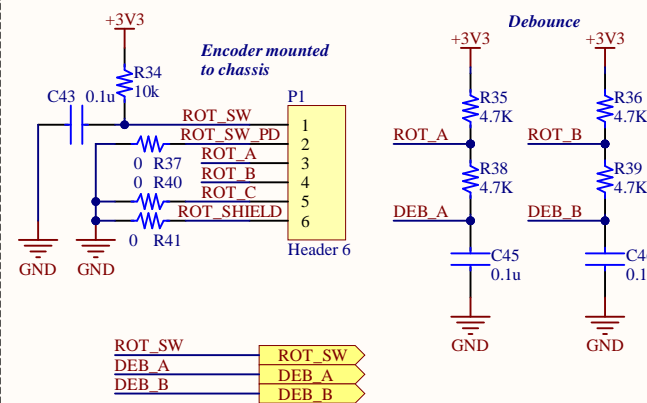 Debounce
+3V3
Encoder mounted
to chassis
R34
10k
C43
0.1u
P1
ROT_SW
1
ROT_SW_PD
2
0 R37
ROT_A
3
0 R40
ROT_B
4
ROT_C
5
ROT_SHIELD
6
0 R41
Header 6
GND
GND
+3V3
R35
4.7K
ROT_A
R38
4.7K
DEB_A
C45
0.1u
GND
+3V3
R36
4.7K
ROT_B
R39
4.7K
DEB_B
GND
ROT_SW
ROT_SW
DEB_A
DEB_A
DEB_B
DEB_B